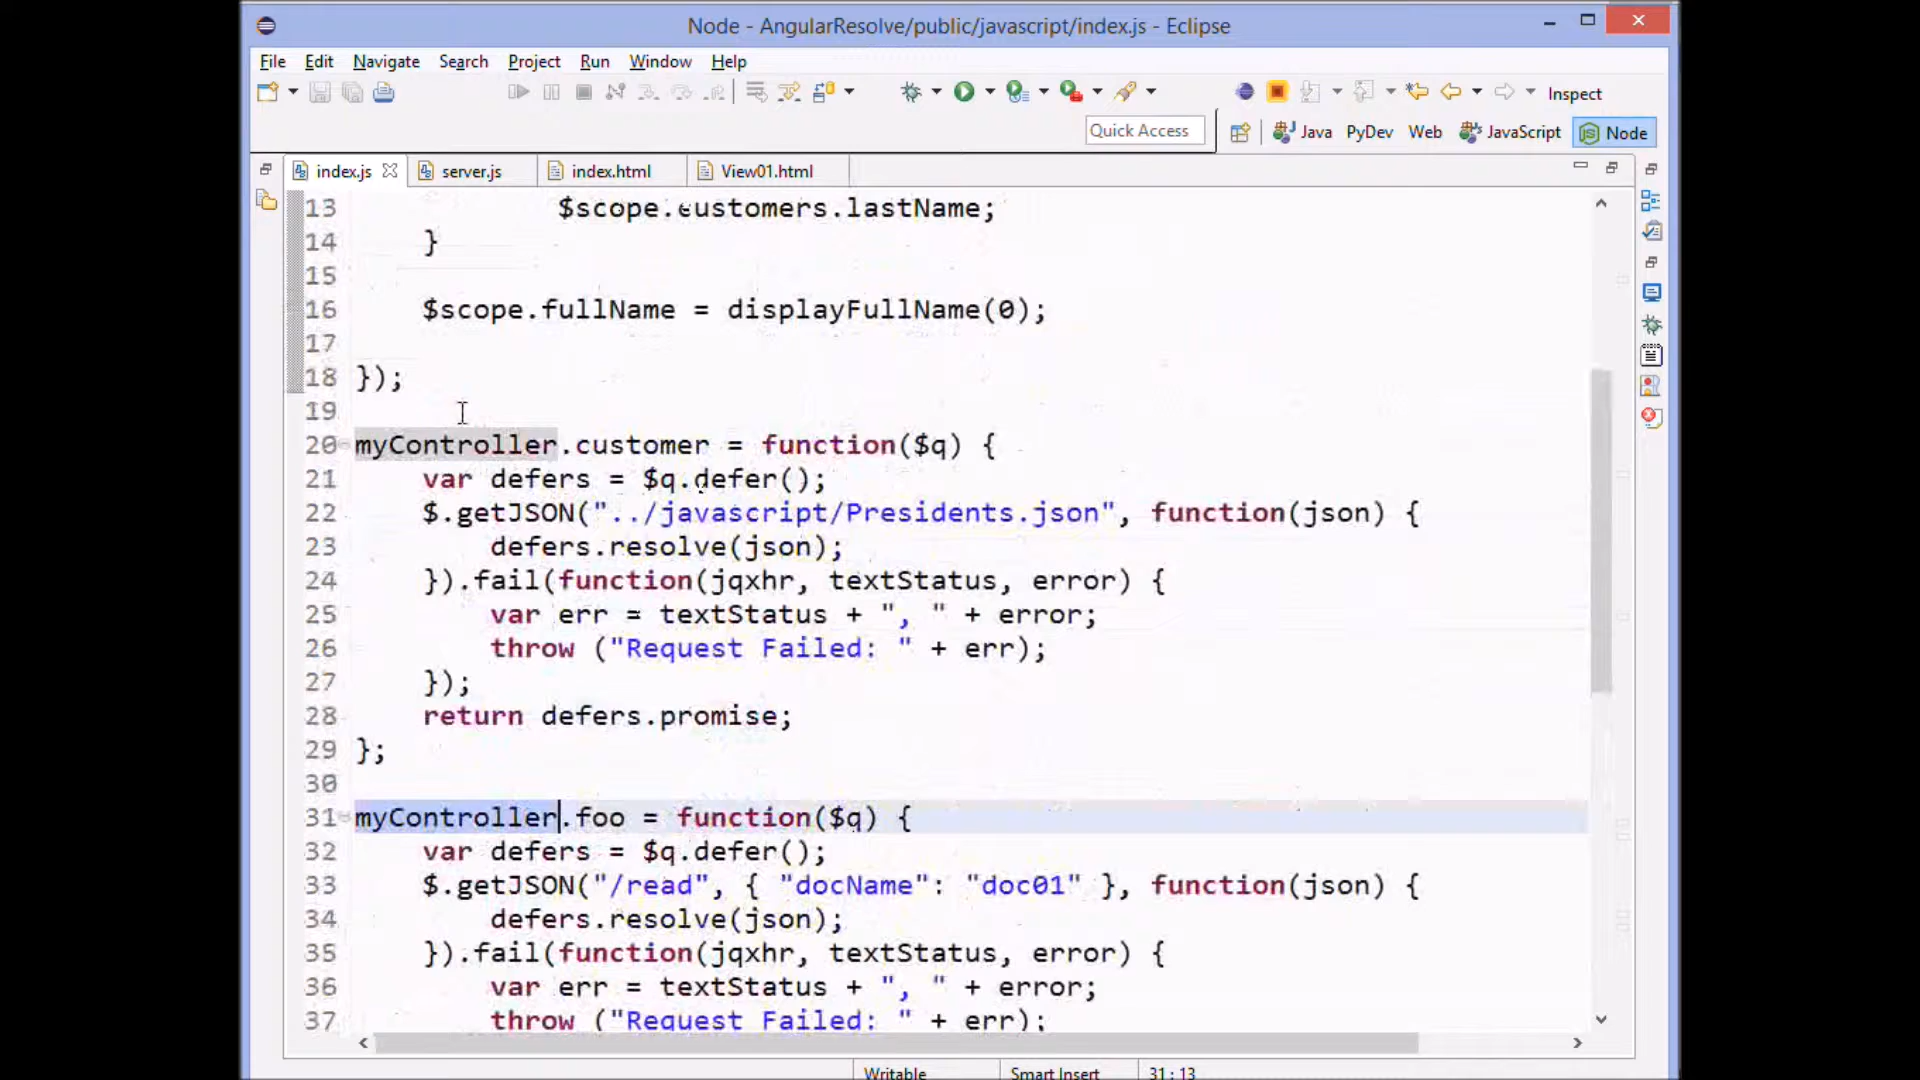 Node - AngularResolve/public/javascript/index.js - Eclipse
File Edit Navigate Search Project Run Window Help
Inspect
Quick Access
Java PyDev Web JavaScript Node
index.js server.js index.html View01.html
13 $scope.customers.lastName;
14 }
15
16 $scope.fullName = displayFullName(0);
17
18 });
19
20 myController.customer = function($q) {
21 var defers = $q.defer();
22 $.getJSON("../javascript/Presidents.json", function(json) {
23 defers.resolve(json);
24 }).fail(function(jqxhr, textStatus, error) {
25 var err = textStatus + ", " + error;
26 throw ("Request Failed: " + err);
27 });
28 return defers.promise;
29 };
30
31 myController.foo = function($q) {
32 var defers = $q.defer();
33 $.getJSON("/read", { "docName": "doc01" }, function(json) {
34 defers.resolve(json);
35 }).fail(function(jqxhr, textStatus, error) {
36 var err = textStatus + ", " + error;
37 throw ("Request Failed: " + err);
Writable Smart Insert 31 : 13